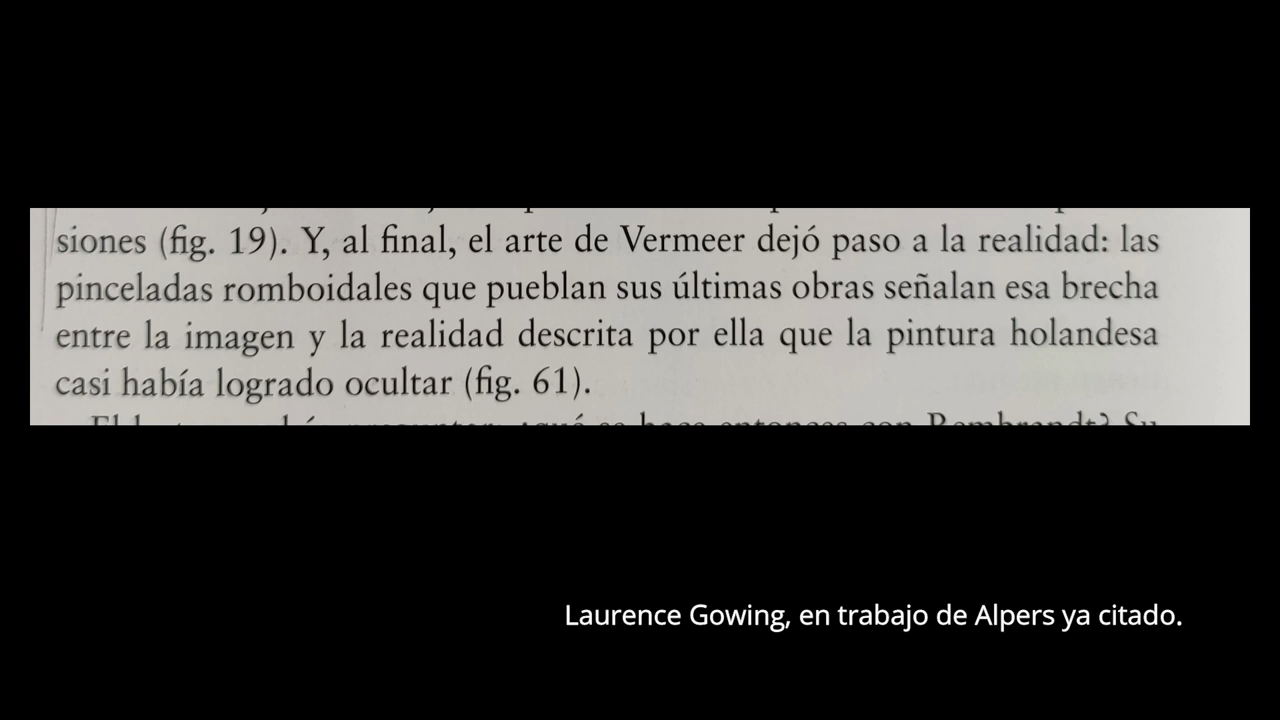 siones (fig. 19). Y, al final, el arte de Vermeer dejó paso a la realidad: las
pinceladas romboidales que pueblan sus últimas obras señalan esa brecha
entre la imagen y la realidad descrita por ella que la pintura holandesa
casi había logrado ocultar (fig. 61).
Laurence Gowing, en trabajo de Alpers ya citado.